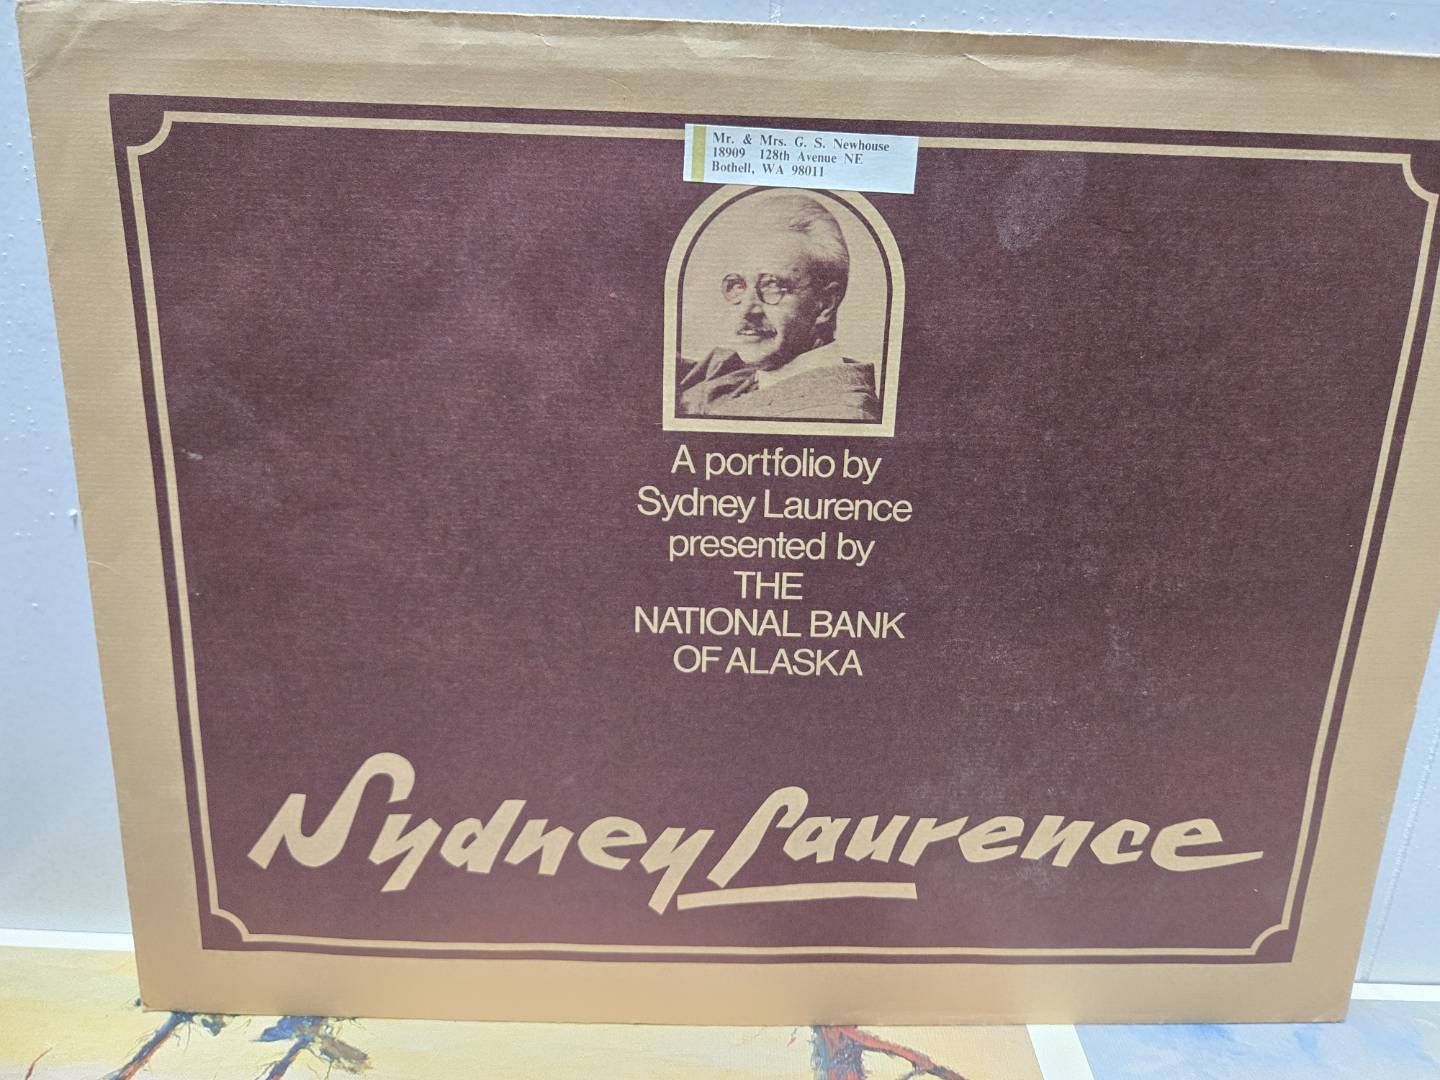 Mr. & Mrs. G. S. Newhouse
18909 128th Avenue NE
Bothell, WA 98011
A portfolio by
Sydney Laurence
presented by
THE
NATIONAL BANK
OF ALASKA
Sydney Laurence